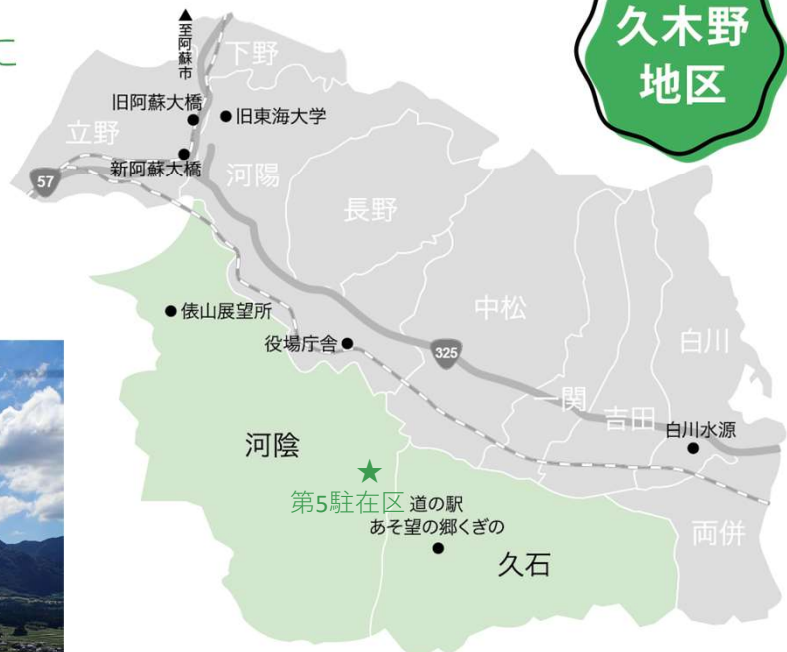 に
久木野
地区
▲至阿蘇市
下野
旧阿蘇大橋
旧東海大学
立野
新阿蘇大橋
河陽
57
長野
俵山展望所
中松
役場庁舎
325
白川
一関
吉田
白川水源
河陰
★
第5駐在区
道の駅
あそ望の郷くぎの
両併
久石